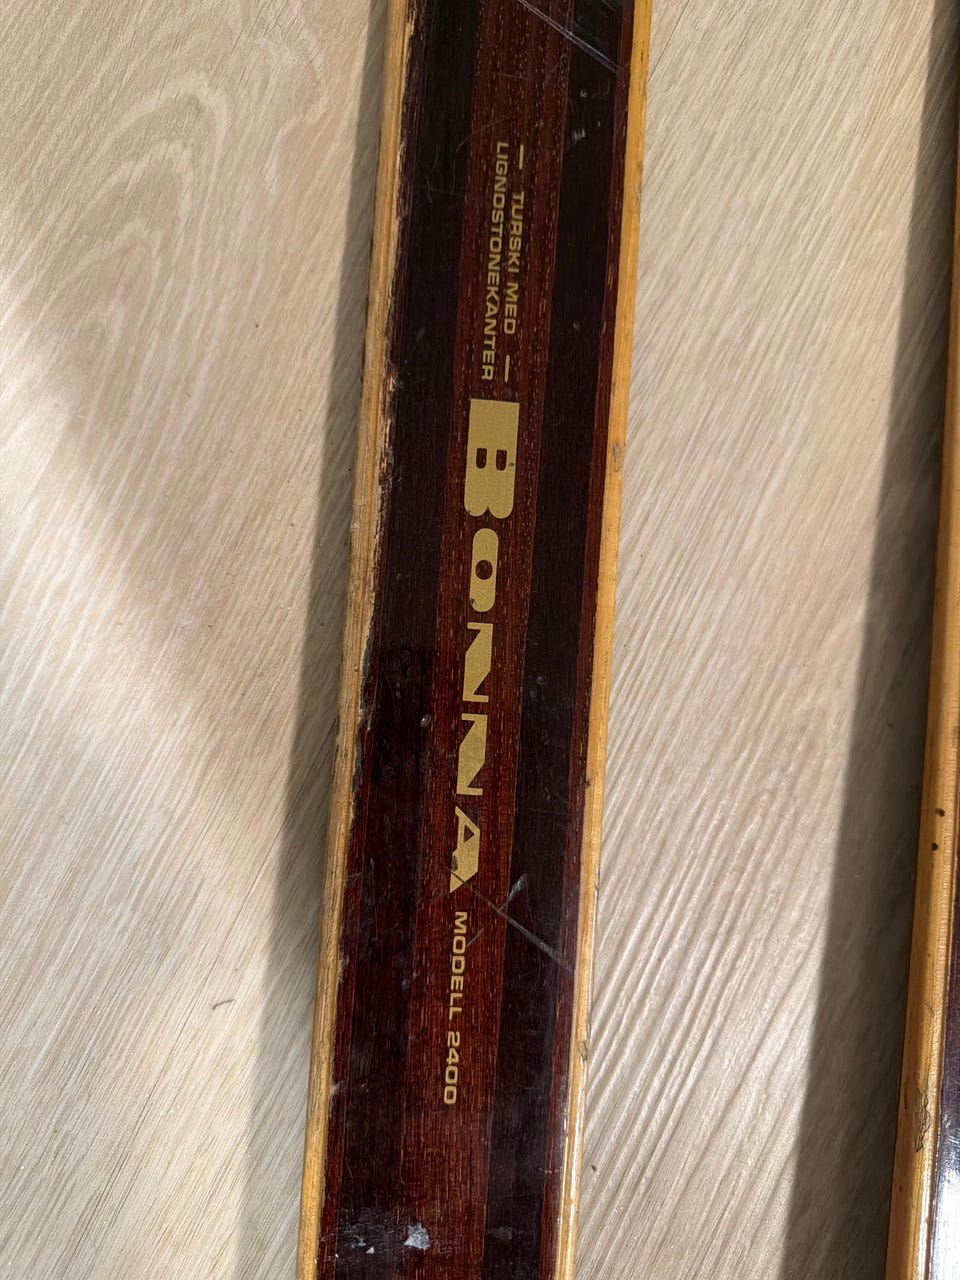 — TURSKI MED —
LIGNOSTONEKANTER
BONNA
MODELL 2400